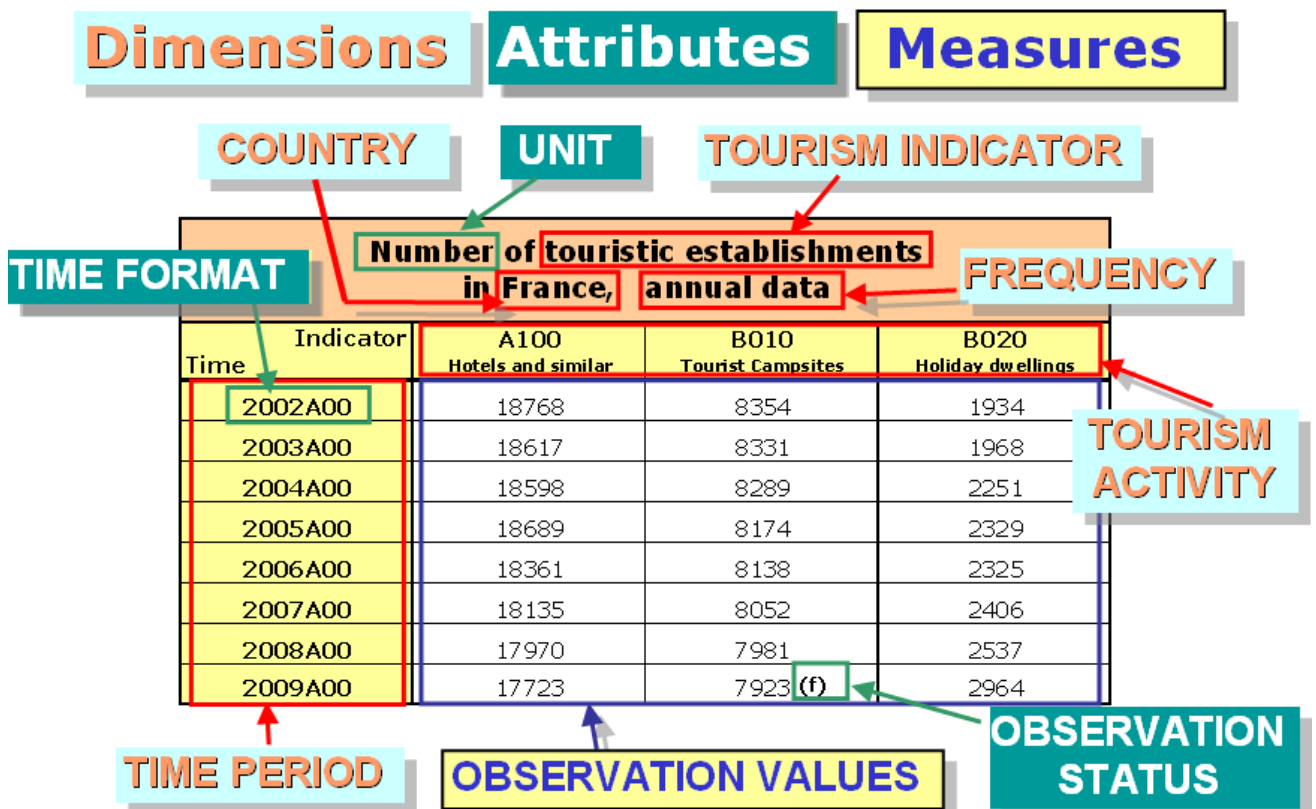 Dimensions Attributes Measures
COUNTRY UNIT TOURISM INDICATOR
Number of touristic establishments
TIME FORMAT
in France, annual data
FREQUENCY
Indicator
Time
A100 B010 B020
Hotels and similar Tourist Campsites Holiday dwellings
2002A00 18768 8354 1934
2003A00 18617 8331 1968
2004A00 18598 8289 2251
2005A00 18689 8174 2329
2006A00 18361 8138 2325
2007A00 18135 8052 2406
2008A00 17970 7981 2537
2009A00 17723 7923 (f) 2964
TOURISM
ACTIVITY
TIME PERIOD
OBSERVATION VALUES
OBSERVATION
STATUS